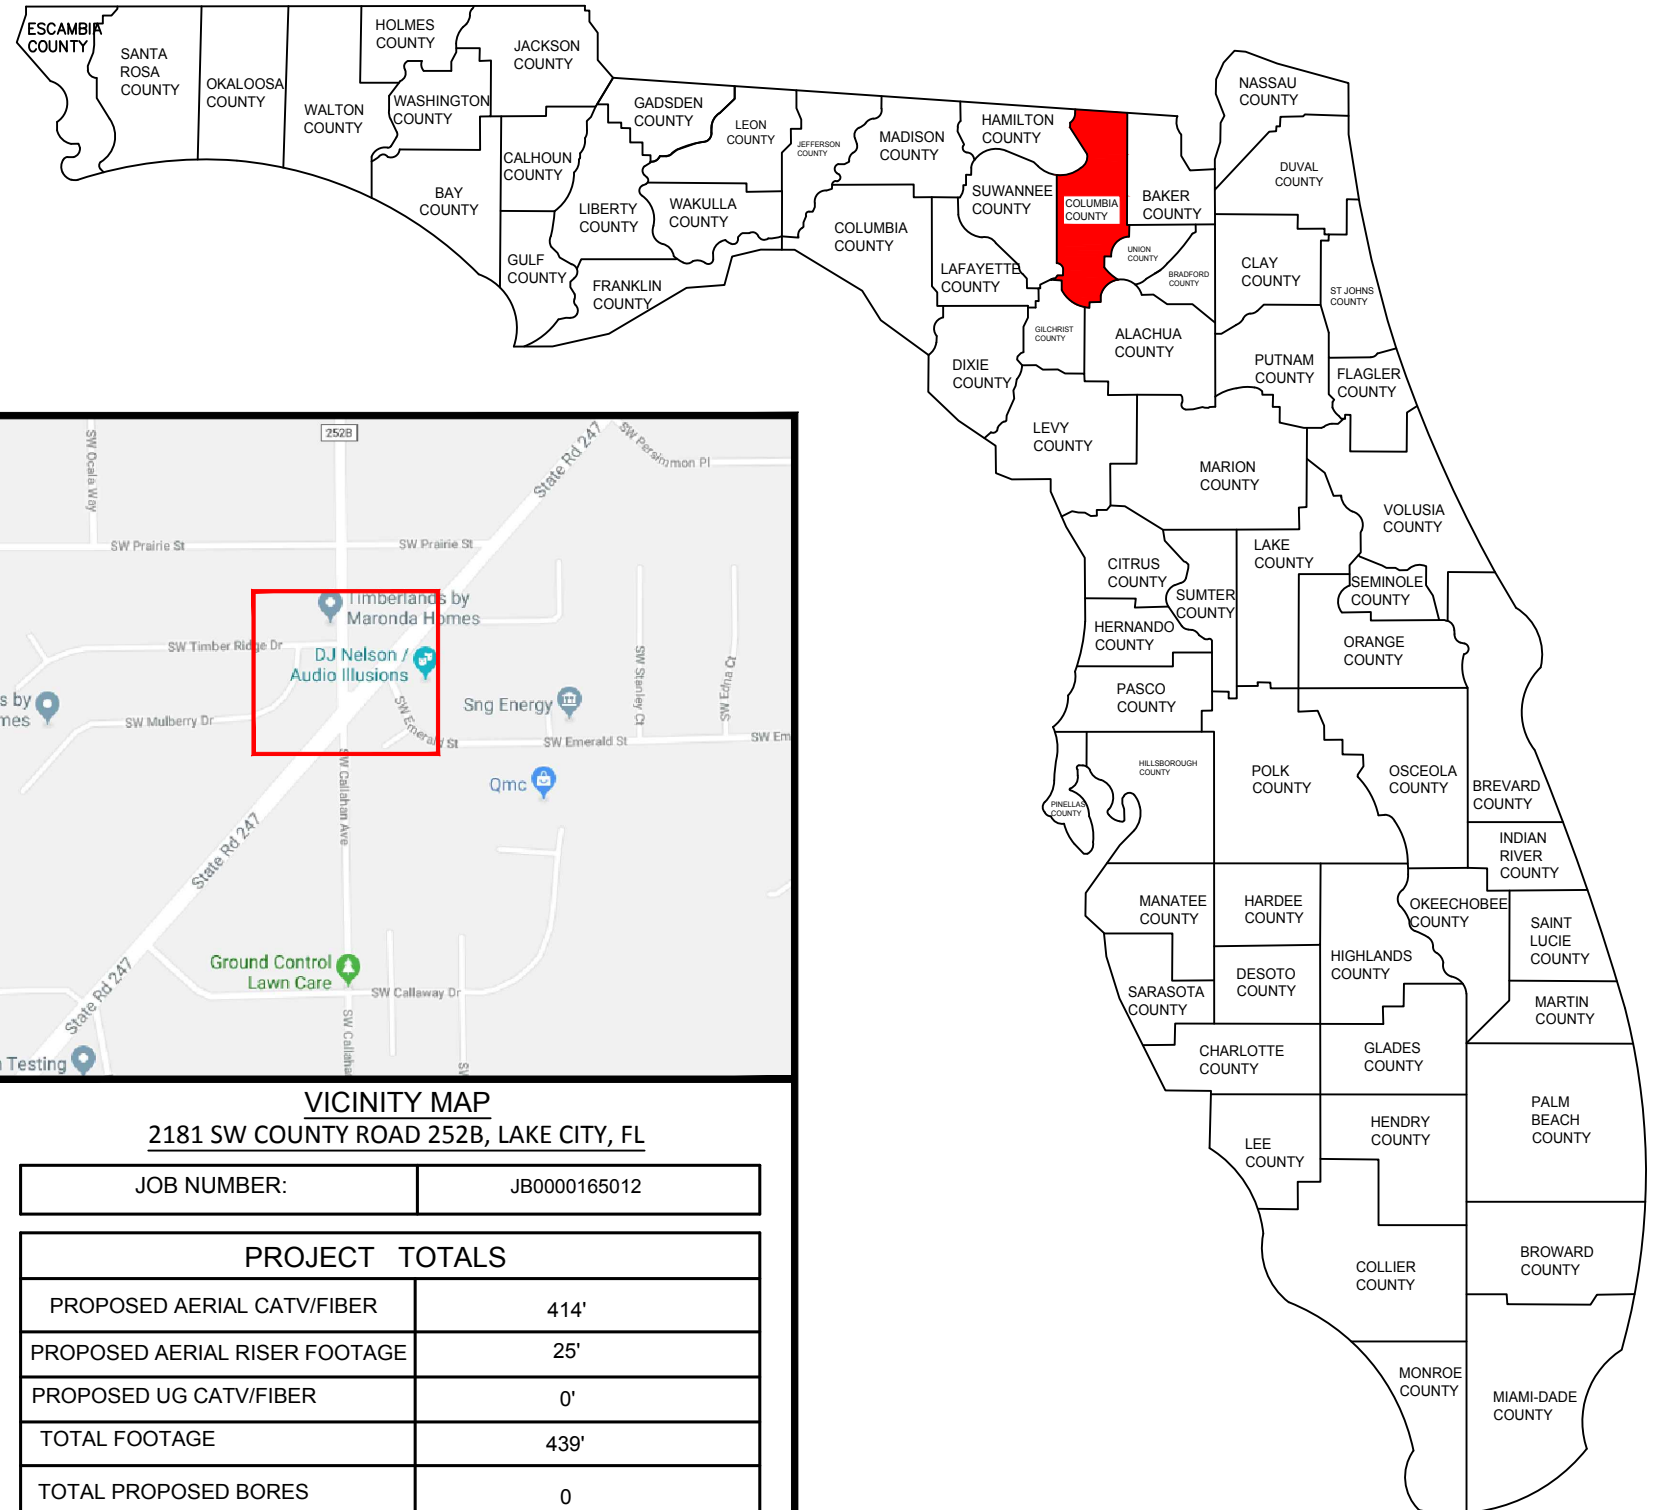 ESCAMBIA
COUNTY
SANTA
ROSA
COUNTY
OKALOOSA
COUNTY
WALTON
COUNTY
HOLMES
COUNTY
WASHINGTON
COUNTY
JACKSON
COUNTY
BAY
COUNTY
CALHOUN
COUNTY
GULF
COUNTY
LIBERTY
COUNTY
GADSDEN
COUNTY
LEON
COUNTY
WAKULLA
COUNTY
FRANKLIN
COUNTY
JEFFERSON
COUNTY
MADISON
COUNTY
COLUMBIA
COUNTY
HAMILTON
COUNTY
SUWANNEE
COUNTY
LAFAYETTE
COUNTY
COLUMBIA
COUNTY
BAKER
COUNTY
UNION
COUNTY
BRADFORD
COUNTY
NASSAU
COUNTY
DUVAL
COUNTY
CLAY
COUNTY
ST JOHNS
COUNTY
GILCHRIST
COUNTY
DIXIE
COUNTY
ALACHUA
COUNTY
PUTNAM
COUNTY
FLAGLER
COUNTY
LEVY
COUNTY
MARION
COUNTY
VOLUSIA
COUNTY
CITRUS
COUNTY
SUMTER
COUNTY
LAKE
COUNTY
SEMINOLE
COUNTY
HERNANDO
COUNTY
ORANGE
COUNTY
PASCO
COUNTY
HILLSBOROUGH
COUNTY
PINELLAS
COUNTY
POLK
COUNTY
OSCEOLA
COUNTY
BREVARD
COUNTY
INDIAN
RIVER
COUNTY
MANATEE
COUNTY
HARDEE
COUNTY
OKEECHOBEE
COUNTY
SAINT
LUCIE
COUNTY
HIGHLANDS
COUNTY
DESOTO
COUNTY
SARASOTA
COUNTY
MARTIN
COUNTY
CHARLOTTE
COUNTY
GLADES
COUNTY
LEE
COUNTY
HENDRY
COUNTY
PALM
BEACH
COUNTY
COLLIER
COUNTY
BROWARD
COUNTY
MONROE
COUNTY
MIAMI-DADE
COUNTY
252B
SW Ocala Way
State Rd 247
SW Persimmon Pl
SW Prairie St
SW Prairie St
Timberlands by
Maronda Homes
SW Timber Ridge Dr
DJ Nelson /
Audio Illusions
s by
mes
SW Mulberry Dr
SW Emerald St
Sng Energy
SW Stanley Ct
SW Edna Ct
SW Emerald St
SW Em
Qmc
SW Callahan Ave
State Rd 247
Ground Control
Lawn Care
SW Callaway Dr
State Rd 247
SW Callaha
SW
Testing
VICINITY MAP
2181 SW COUNTY ROAD 252B, LAKE CITY, FL
JOB NUMBER: JB0000165012
PROJECT TOTALS
PROPOSED AERIAL CATV/FIBER 414'
PROPOSED AERIAL RISER FOOTAGE 25'
PROPOSED UG CATV/FIBER 0'
TOTAL FOOTAGE 439'
TOTAL PROPOSED BORES 0